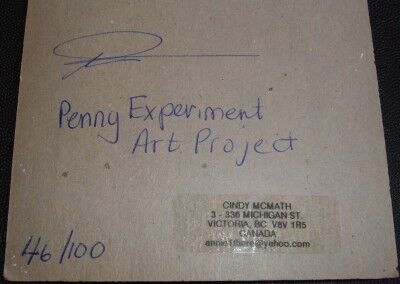 Penny Experiment
Art Project
CINDY MCMATH
3 - 336 MICHIGAN ST.
VICTORIA, BC V8V 1R5
CANADA
46/100